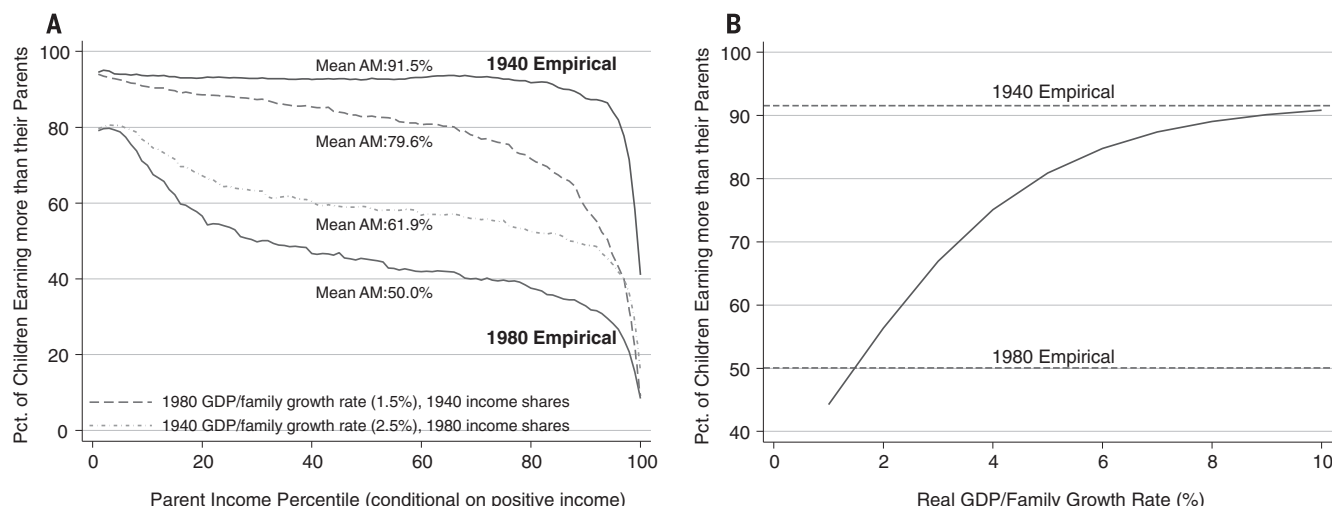 A
Pct. of Children Earning more than their Parents
100
80
60
40
20
0
Mean AM:91.5%
1940 Empirical
Mean AM:79.6%
Mean AM:61.9%
Mean AM:50.0%
1980 Empirical
1980 GDP/family growth rate (1.5%), 1940 income shares
1940 GDP/family growth rate (2.5%), 1980 income shares
0 20 40 60 80 100
Parent Income Percentile (conditional on positive income)
B
Pct. of Children Earning more than their Parents
100
90
80
70
60
50
40
1940 Empirical
1980 Empirical
0 2 4 6 8 10
Real GDP/Family Growth Rate (%)